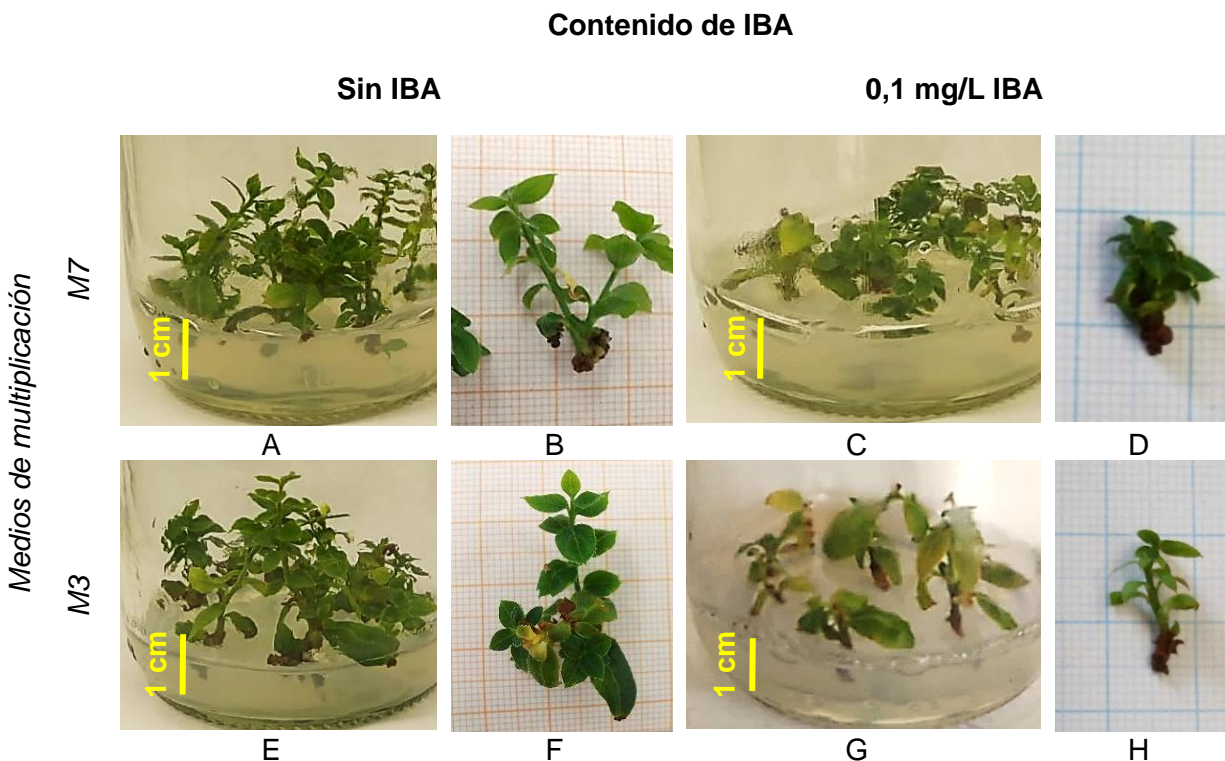 Contenido de IBA
Sin IBA
0,1 mg/L IBA
Medios de multiplicación
M7
1 cm
1 cm
A
B
C
D
M3
1 cm
1 cm
E
F
G
H